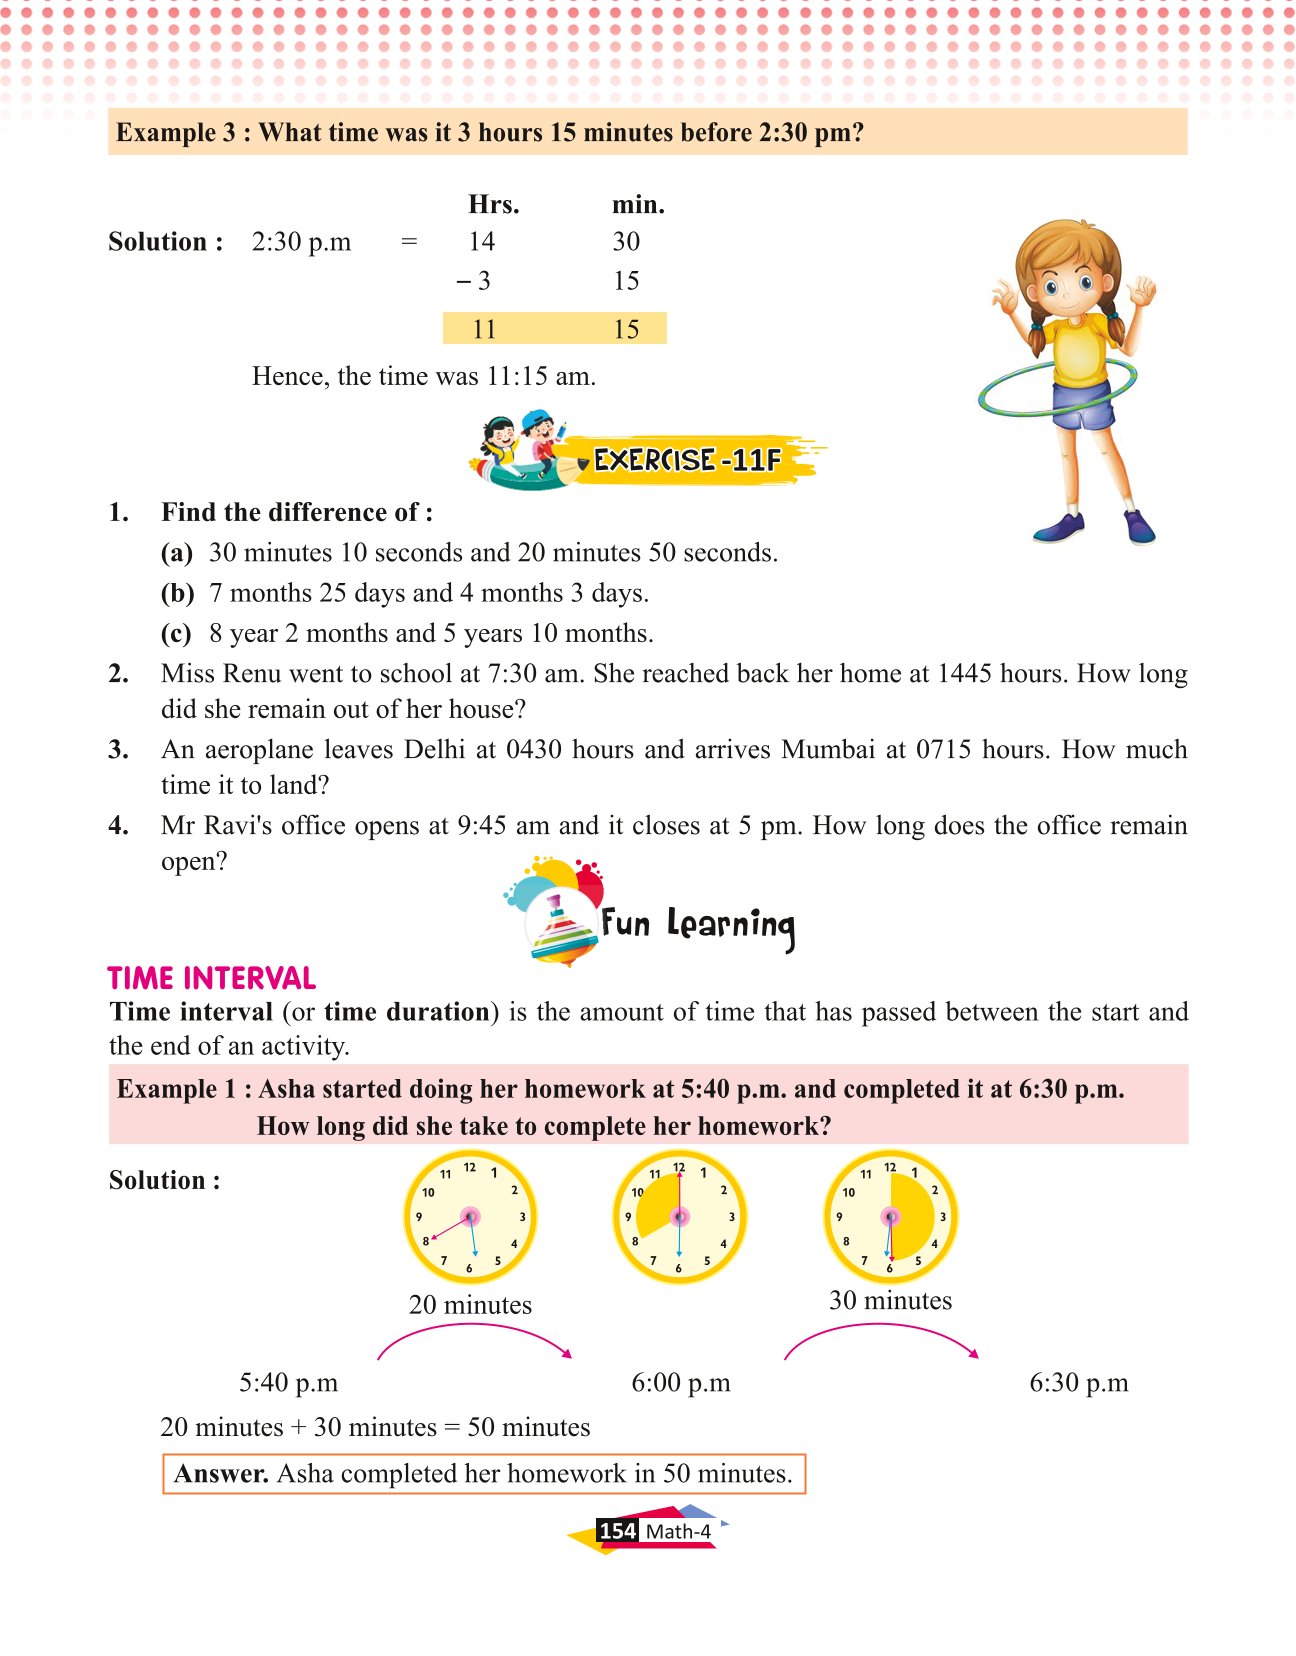 Example 3 : What time was it 3 hours 15 minutes before 2:30 pm?
Hrs. min.
Solution : 2:30 p.m = 14 30
– 3 15
11 15
Hence, the time was 11:15 am.
EXERCISE -11F
1. Find the difference of :
(a) 30 minutes 10 seconds and 20 minutes 50 seconds.
(b) 7 months 25 days and 4 months 3 days.
(c) 8 year 2 months and 5 years 10 months.
2. Miss Renu went to school at 7:30 am. She reached back her home at 1445 hours. How long
did she remain out of her house?
3. An aeroplane leaves Delhi at 0430 hours and arrives Mumbai at 0715 hours. How much
time it to land?
4. Mr Ravi's office opens at 9:45 am and it closes at 5 pm. How long does the office remain
open?
Fun Learning
TIME INTERVAL
Time interval (or time duration) is the amount of time that has passed between the start and
the end of an activity.
Example 1 : Asha started doing her homework at 5:40 p.m. and completed it at 6:30 p.m.
How long did she take to complete her homework?
Solution :
12 1 2 3 4 5 6 7 8 9 10 11
12 1 2 3 4 5 6 7 8 9 10 11
12 1 2 3 4 5 6 7 8 9 10 11
20 minutes 30 minutes
5:40 p.m 6:00 p.m 6:30 p.m
20 minutes + 30 minutes = 50 minutes
Answer. Asha completed her homework in 50 minutes.
154 Math-4